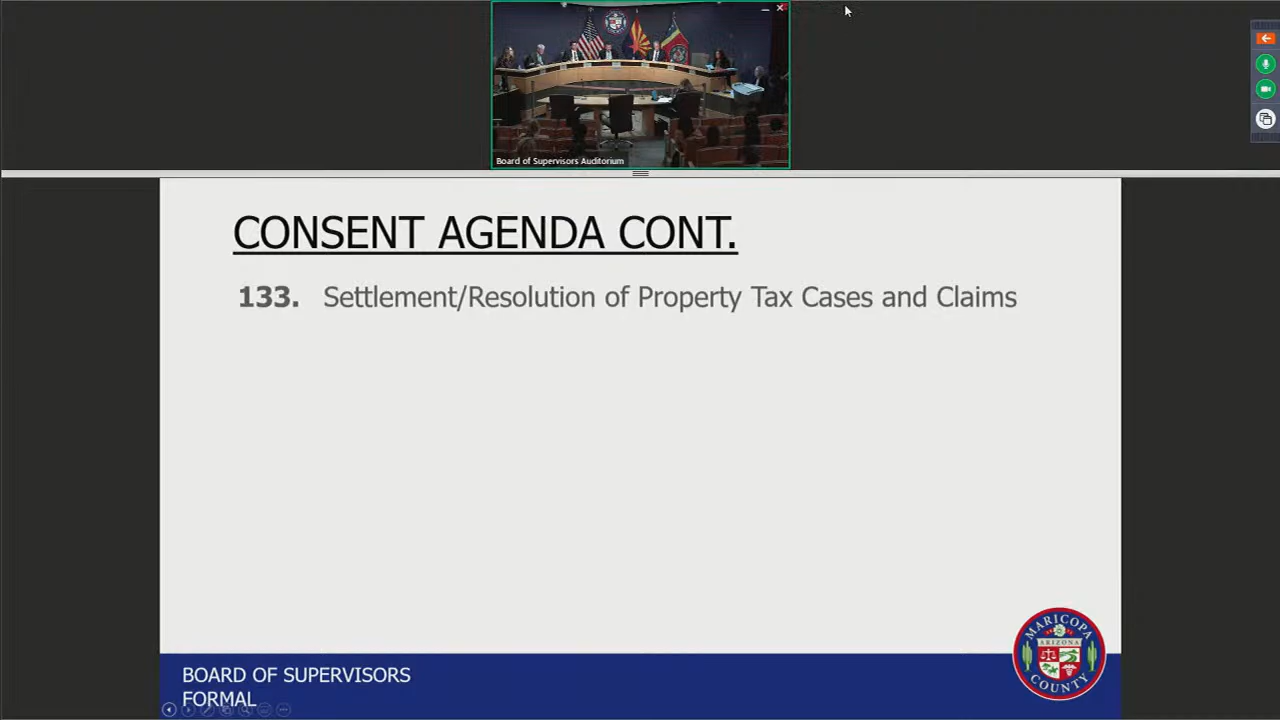 Board of Supervisors Auditorium
CONSENT AGENDA CONT.
133. Settlement/Resolution of Property Tax Cases and Claims
MARICOPA
ARIZONA
COUNTY
BOARD OF SUPERVISORS
FORMAL